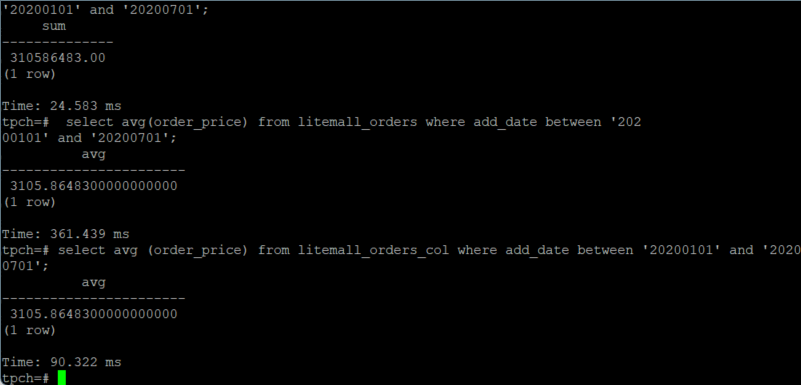 '20200101' and '20200701';
     sum
--------------
 310586483.00
(1 row)

Time: 24.583 ms
tpch=#  select avg(order_price) from litemall_orders where add_date between '202
00101' and '20200701';
          avg
-----------------------
 3105.8648300000000000
(1 row)

Time: 361.439 ms
tpch=# select avg (order_price) from litemall_orders_col where add_date between '20200101' and '2020
0701';
          avg
-----------------------
 3105.8648300000000000
(1 row)

Time: 90.322 ms
tpch=#